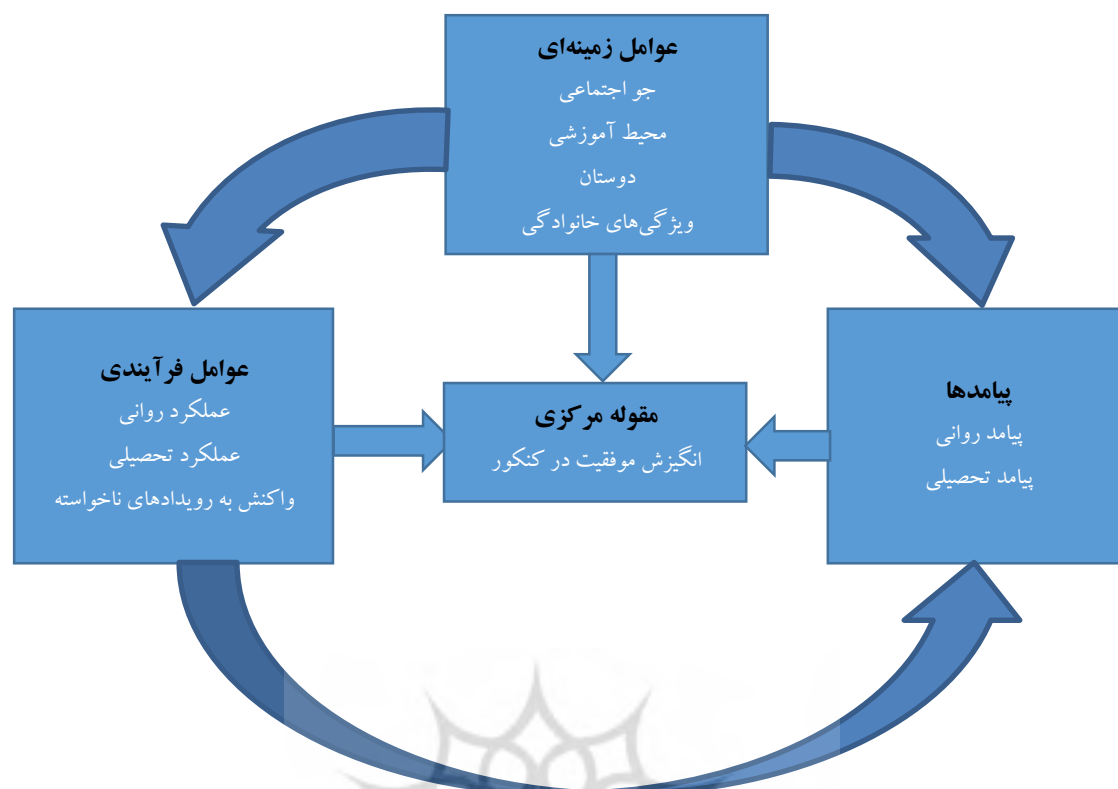 عوامل زمینه‌ای
جو اجتماعی
محیط آموزشی
دوستان
ویژگی‌های خانوادگی
عوامل فرآیندی
عملکرد روانی
عملکرد تحصیلی
واکنش به رویدادهای ناخواسته
مقوله مرکزی
انگیزش موفقیت در کنکور
پیامدها
پیامد روانی
پیامد تحصیلی